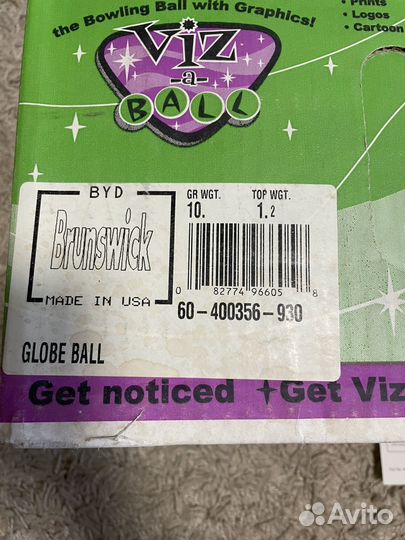 the Bowling Ball with Graphics!
• Prints
• Logos
• Cartoon
Viz
-a-
BALL
BYD
Brunswick
MADE IN USA
GR WGT. TOP WGT.
10. 1.2
0 82774 96605 8
60-400356-930
GLOBE BALL
Get noticed Get Viz
Avito